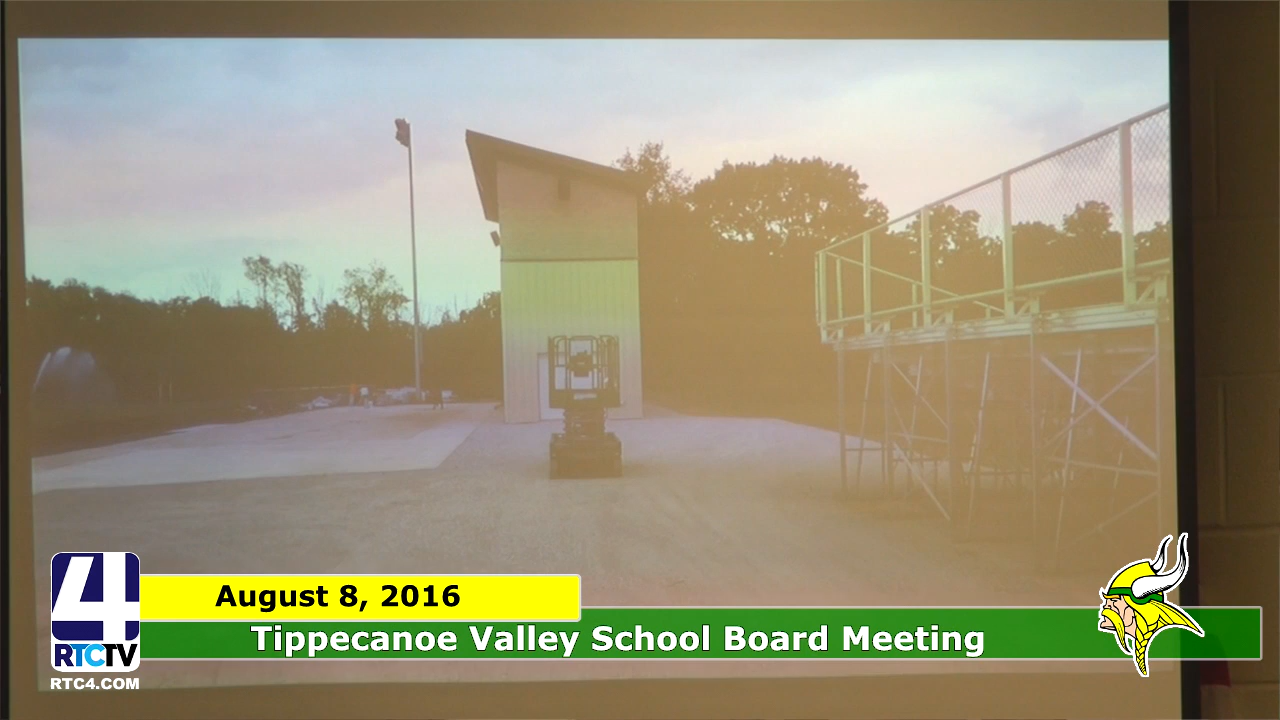 August 8, 2016
Tippecanoe Valley School Board Meeting
4
RTCTV
RTC4.COM